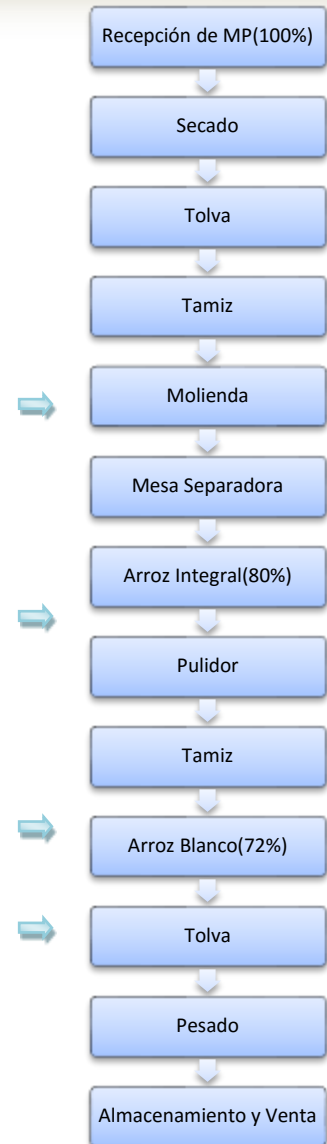 Recepción de MP(100%)
Secado
Tolva
Tamiz
Molienda
Mesa Separadora
Arroz Integral(80%)
Pulidor
Tamiz
Arroz Blanco(72%)
Tolva
Pesado
Almacenamiento y Venta